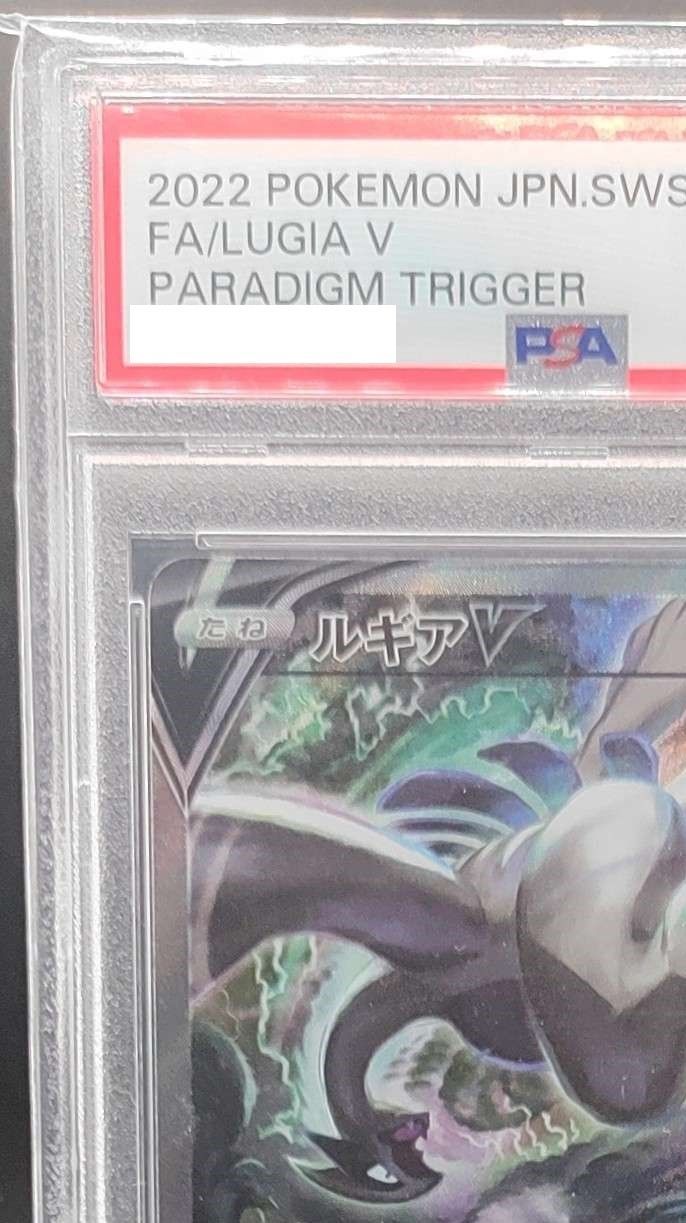 2022 POKEMON JPN.SWS
FA/LUGIA V
PARADIGM TRIGGER
PSA
たね ルギアV